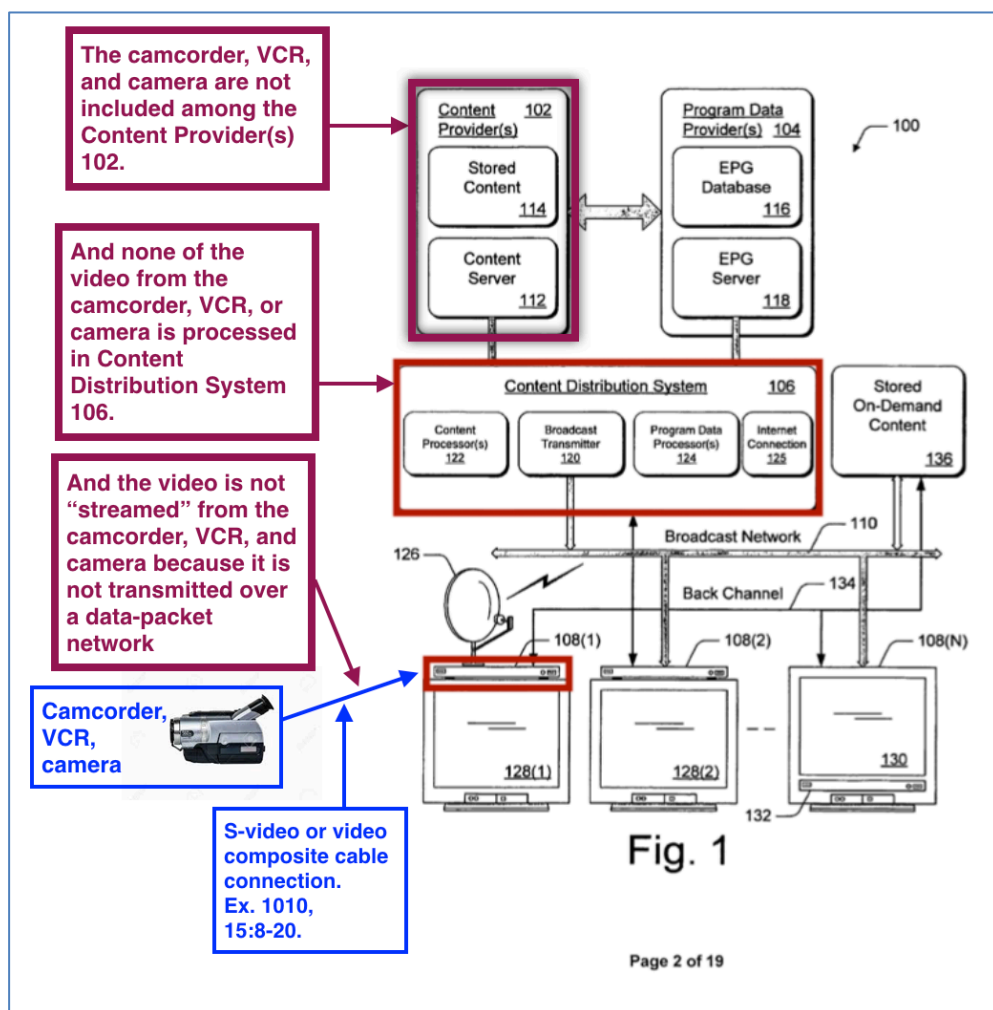 The camcorder, VCR,
and camera are not
included among the
Content Provider(s)
102.
And none of the
video from the
camcorder, VCR, or
camera is processed
in Content
Distribution System
106.
And the video is not
“streamed” from the
camcorder, VCR, and
camera because it is
not transmitted over
a data-packet
network
Camcorder,
VCR,
camera
S-video or video
composite cable
connection.
Ex. 1010,
15:8-20.
Content 102
Provider(s)
Stored
Content
114
Content
Server
112
Program Data
Provider(s) 104
EPG
Database
116
EPG
Server
118
100
Content Distribution System 106
Content
Processor(s)
122
Broadcast
Transmitter
120
Program Data
Processor(s)
124
Internet
Connection
125
Stored
On-Demand
Content
136
Broadcast Network
110
126
Back Channel
134
108(1)
108(2)
108(N)
128(1)
128(2)
130
132
Fig. 1
Page 2 of 19